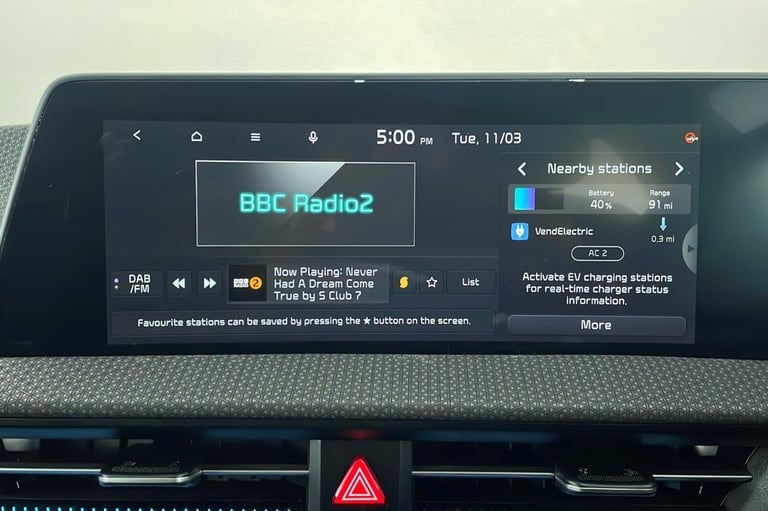 5:00 PM Tue, 11/03
BBC Radio2
DAB
/FM
BBC
RADIO 2
Now Playing: Never
Had A Dream Come
True by S Club 7
List
Favourite stations can be saved by pressing the ★ button on the screen.
Nearby stations
Battery Range
40% 91 mi
VendElectric
0.3 mi
AC 2
Activate EV charging stations
for real-time charger status
information.
More